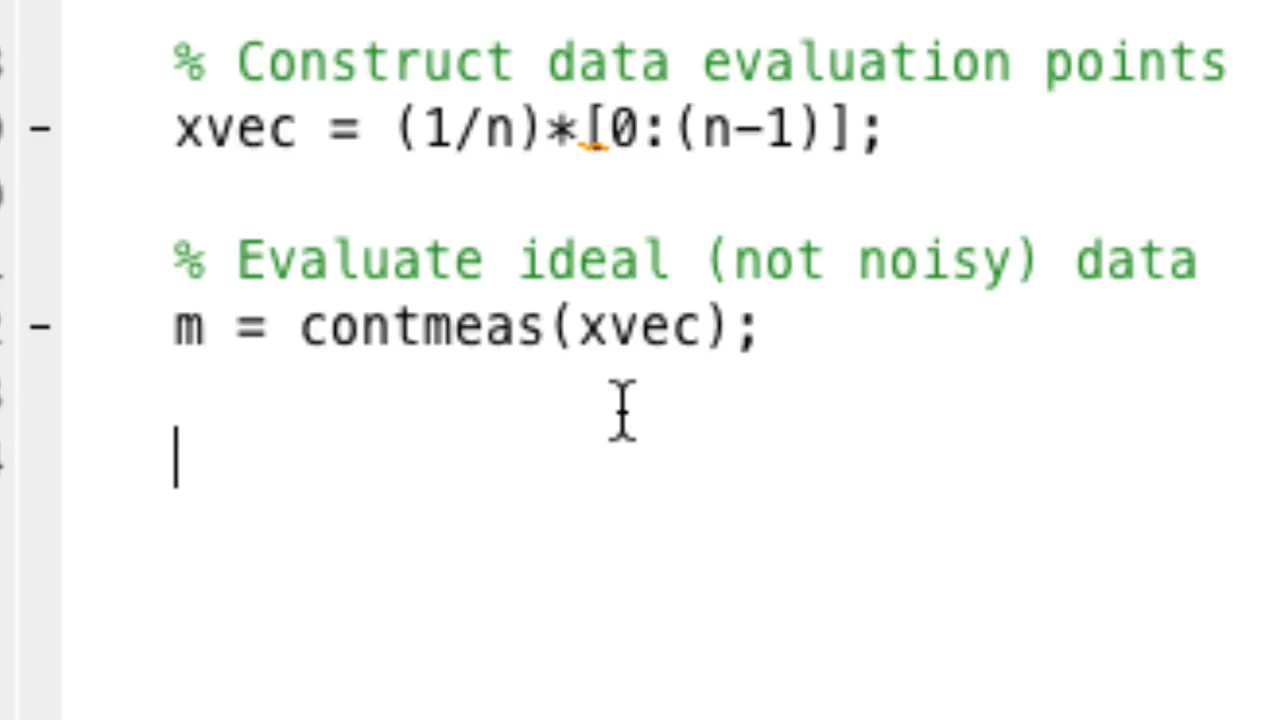 % Construct data evaluation points
xvec = (1/n)*[0:(n-1)];
% Evaluate ideal (not noisy) data
m = contmeas(xvec);